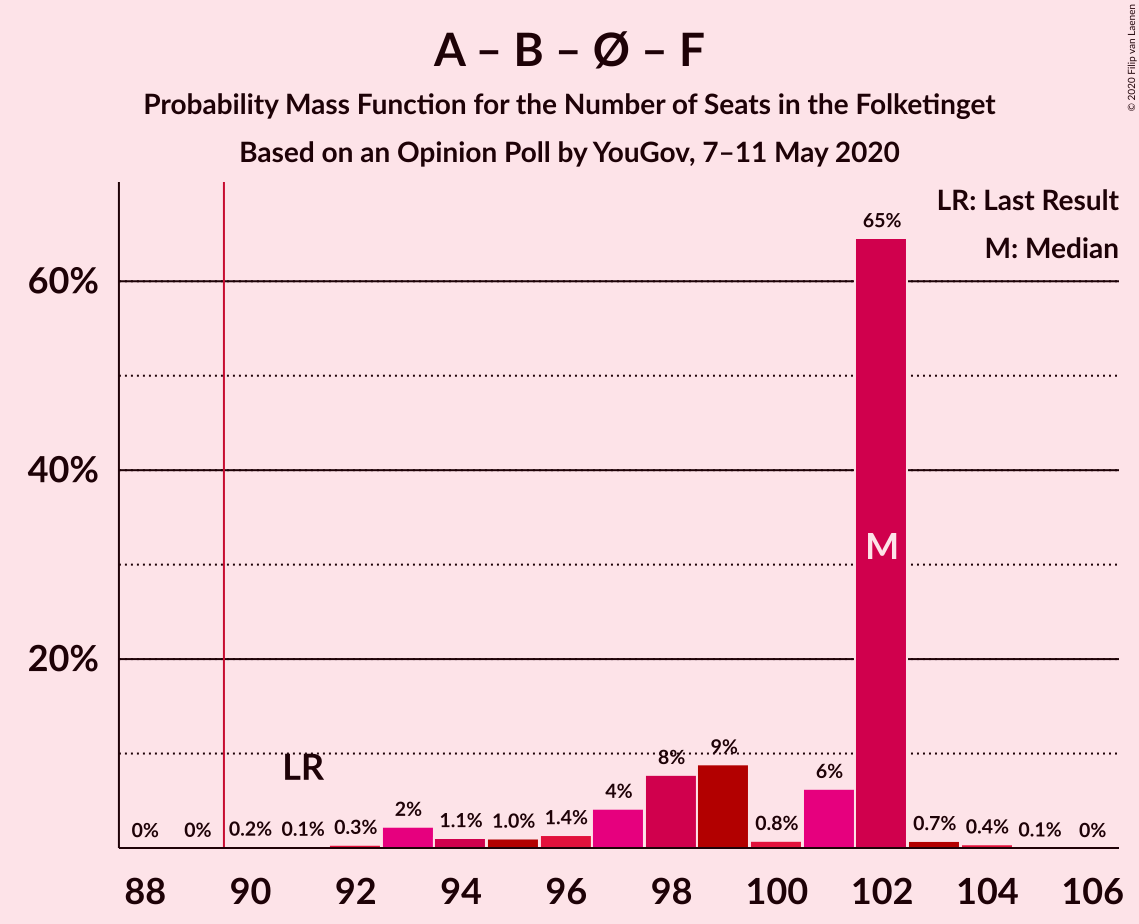 A – B – Ø – F
Probability Mass Function for the Number of Seats in the Folketinget
Based on an Opinion Poll by YouGov, 7–11 May 2020
© 2020 Filip van Laenen
LR: Last Result
M: Median
60%
40%
20%
LR
M
0% 0% 0.2% 0.1% 0.3% 2% 1.1% 1.0% 1.4% 4% 8% 9% 0.8% 6% 65% 0.7% 0.4% 0.1% 0%
88 90 92 94 96 98 100 102 104 106